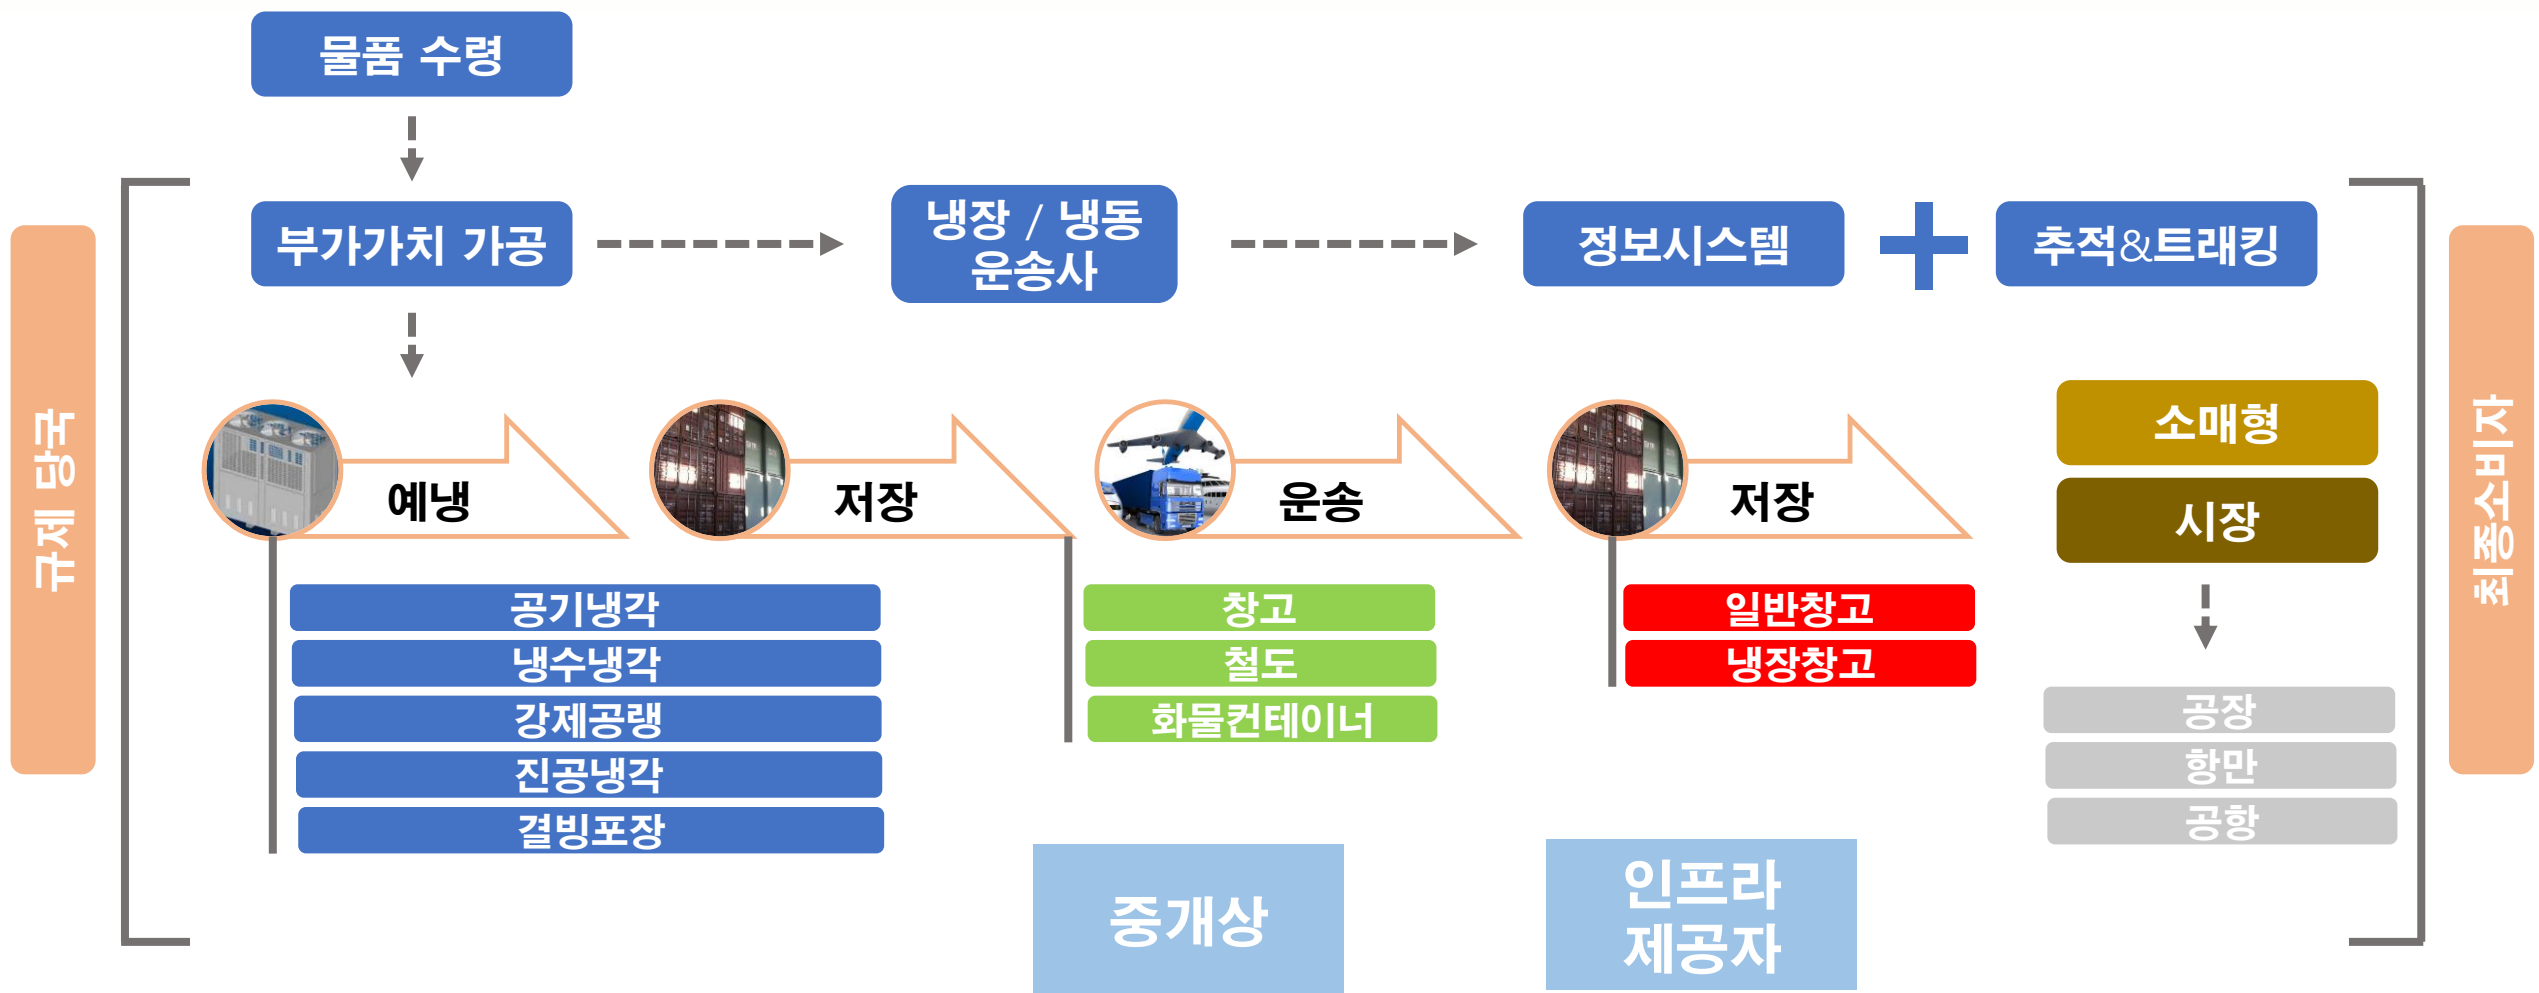 물품 수령
부가가치 가공
냉장 / 냉동
운송사
정보시스템
추적&트래킹
규제 당국
최종소비자
예냉
저장
운송
저장
소매형
시장
공기냉각
냉수냉각
강제공랭
진공냉각
결빙포장
창고
철도
화물컨테이너
일반창고
냉장창고
공장
항만
공항
중개상
인프라
제공자